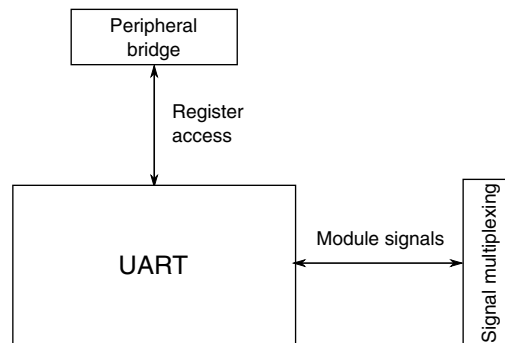 Peripheral
bridge
Register
access
UART
Module signals
Signal multiplexing